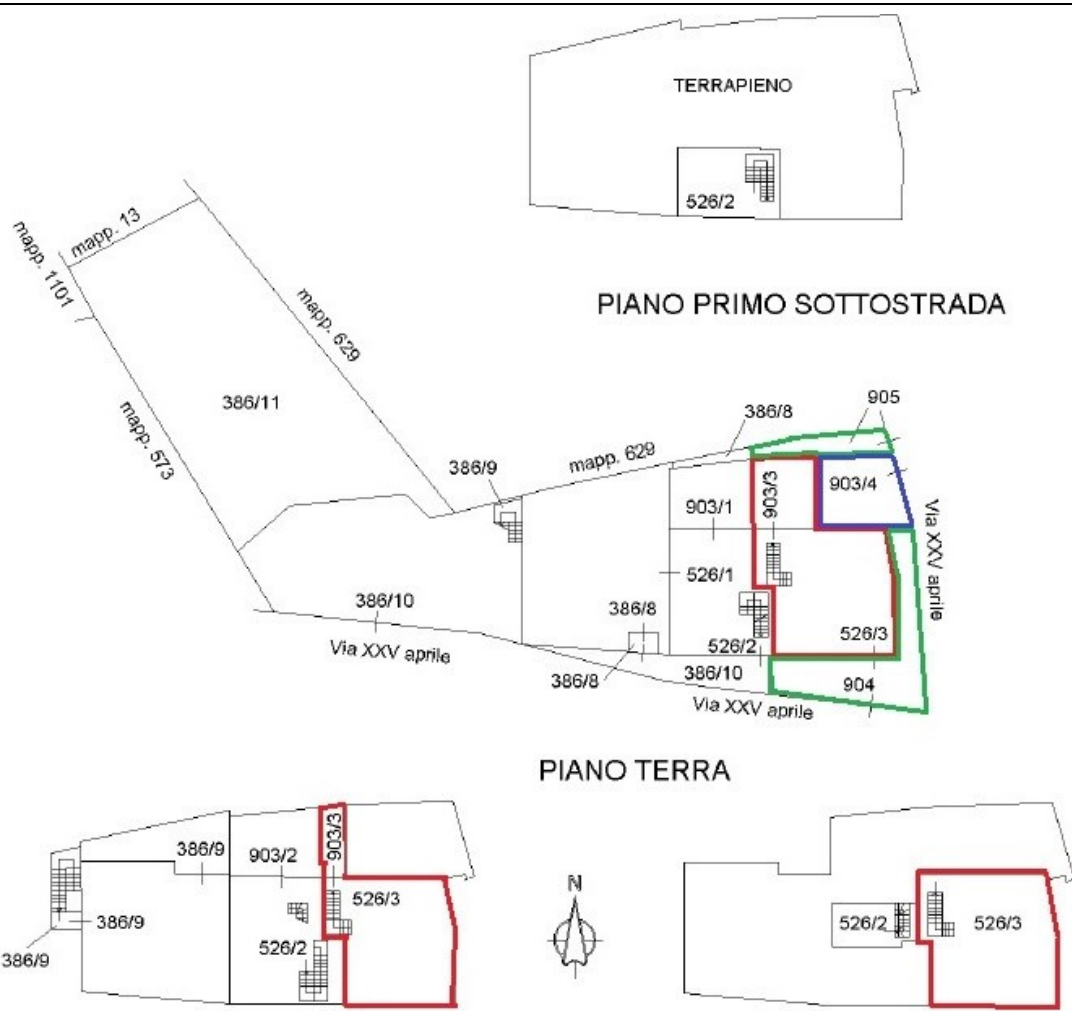 TERRAPIENO
526/2
PIANO PRIMO SOTTOSTRADA
mapp. 13
mapp. 1101
mapp. 629
386/11
mapp. 573
905
386/8
mapp. 629
386/9
903/3
903/4
903/1
Via XXV aprile
526/1
386/10
386/8
526/2
526/3
Via XXV aprile
386/8
386/10
904
Via XXV aprile
PIANO TERRA
386/9
903/2
903/3
526/3
386/9
526/2
386/9
N
526/2
526/3